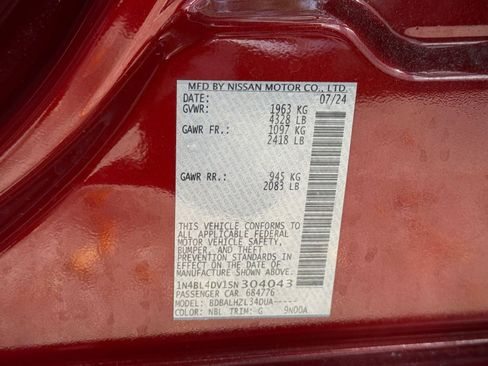 MFD BY NISSAN MOTOR CO., LTD.
DATE: 07/24
GVWR: 1963 KG
4328 LB
GAWR FR.: 1097 KG
2418 LB
GAWR RR.: 945 KG
2083 LB
THIS VEHICLE CONFORMS TO
ALL APPLICABLE FEDERAL
MOTOR VEHICLE SAFETY,
BUMPER, AND THEFT
PREVENTION STANDARDS
IN EFFECT ON THE DATE OF
MANUFACTURE SHOWN ABOVE.
1N4BL4DV1SN304043
PASSENGER CAR. 684776
MODEL: BDBALHZL34DUA-----
COLOR: NBL TRIM: G 9N00A